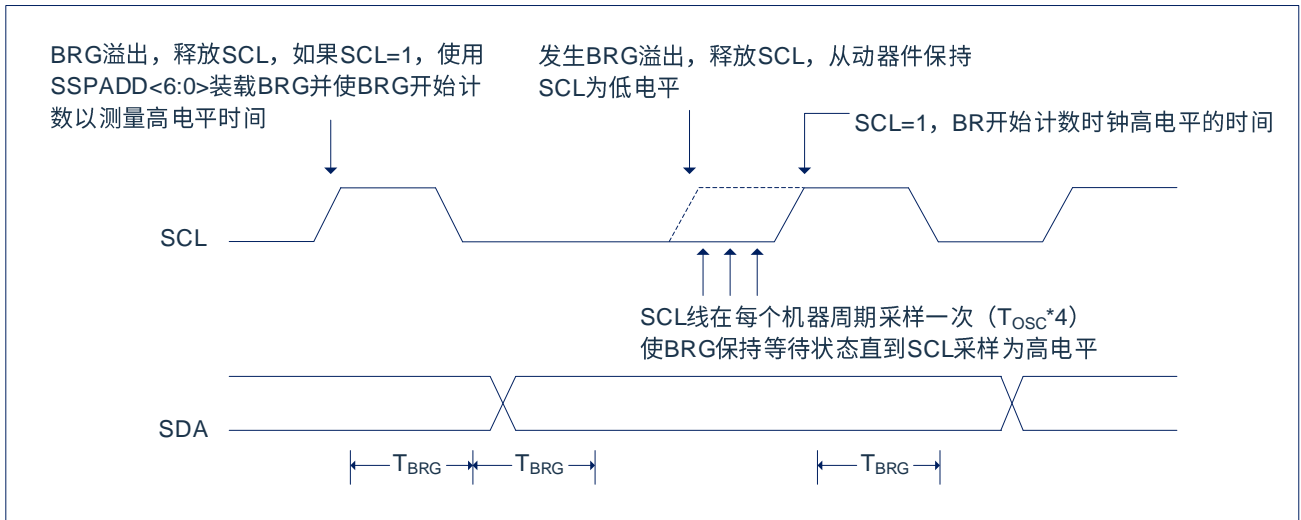 BRG溢出，释放SCL，如果SCL=1，使用
SSPADD<6:0>装载BRG并使BRG开始计
数以测量高电平时间
发生BRG溢出，释放SCL，从动器件保持
SCL为低电平
SCL=1，BR开始计数时钟高电平的时间
SCL
SCL线在每个机器周期采样一次（TOSC*4）
使BRG保持等待状态直到SCL采样为高电平
SDA
TBRG
TBRG
TBRG